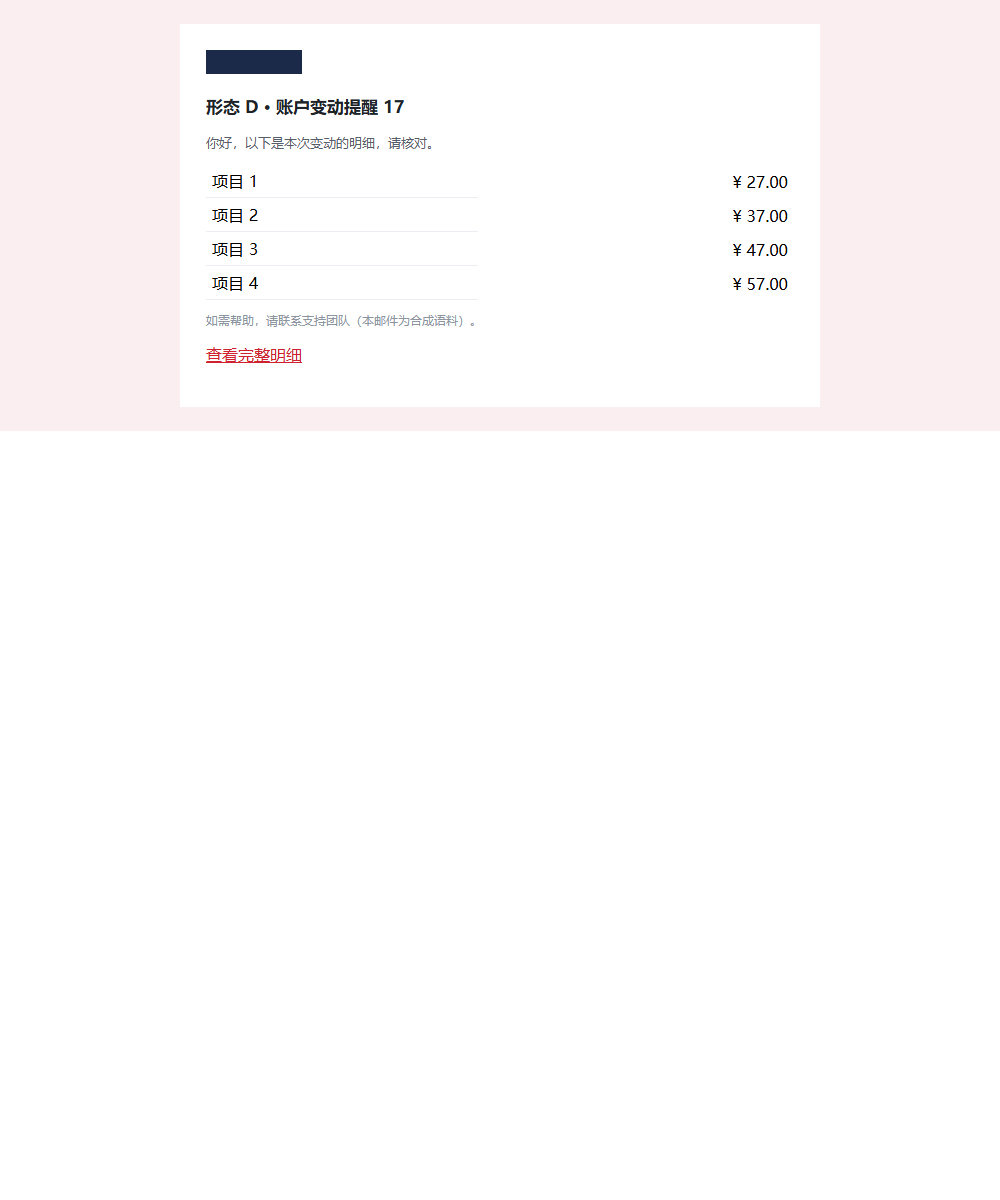 形态 D • 账户变动提醒 17
你好，以下是本次变动的明细，请核对。
项目 1 ¥ 27.00
项目 2 ¥ 37.00
项目 3 ¥ 47.00
项目 4 ¥ 57.00
如需帮助，请联系支持团队（本邮件为合成语料）。
查看完整明细